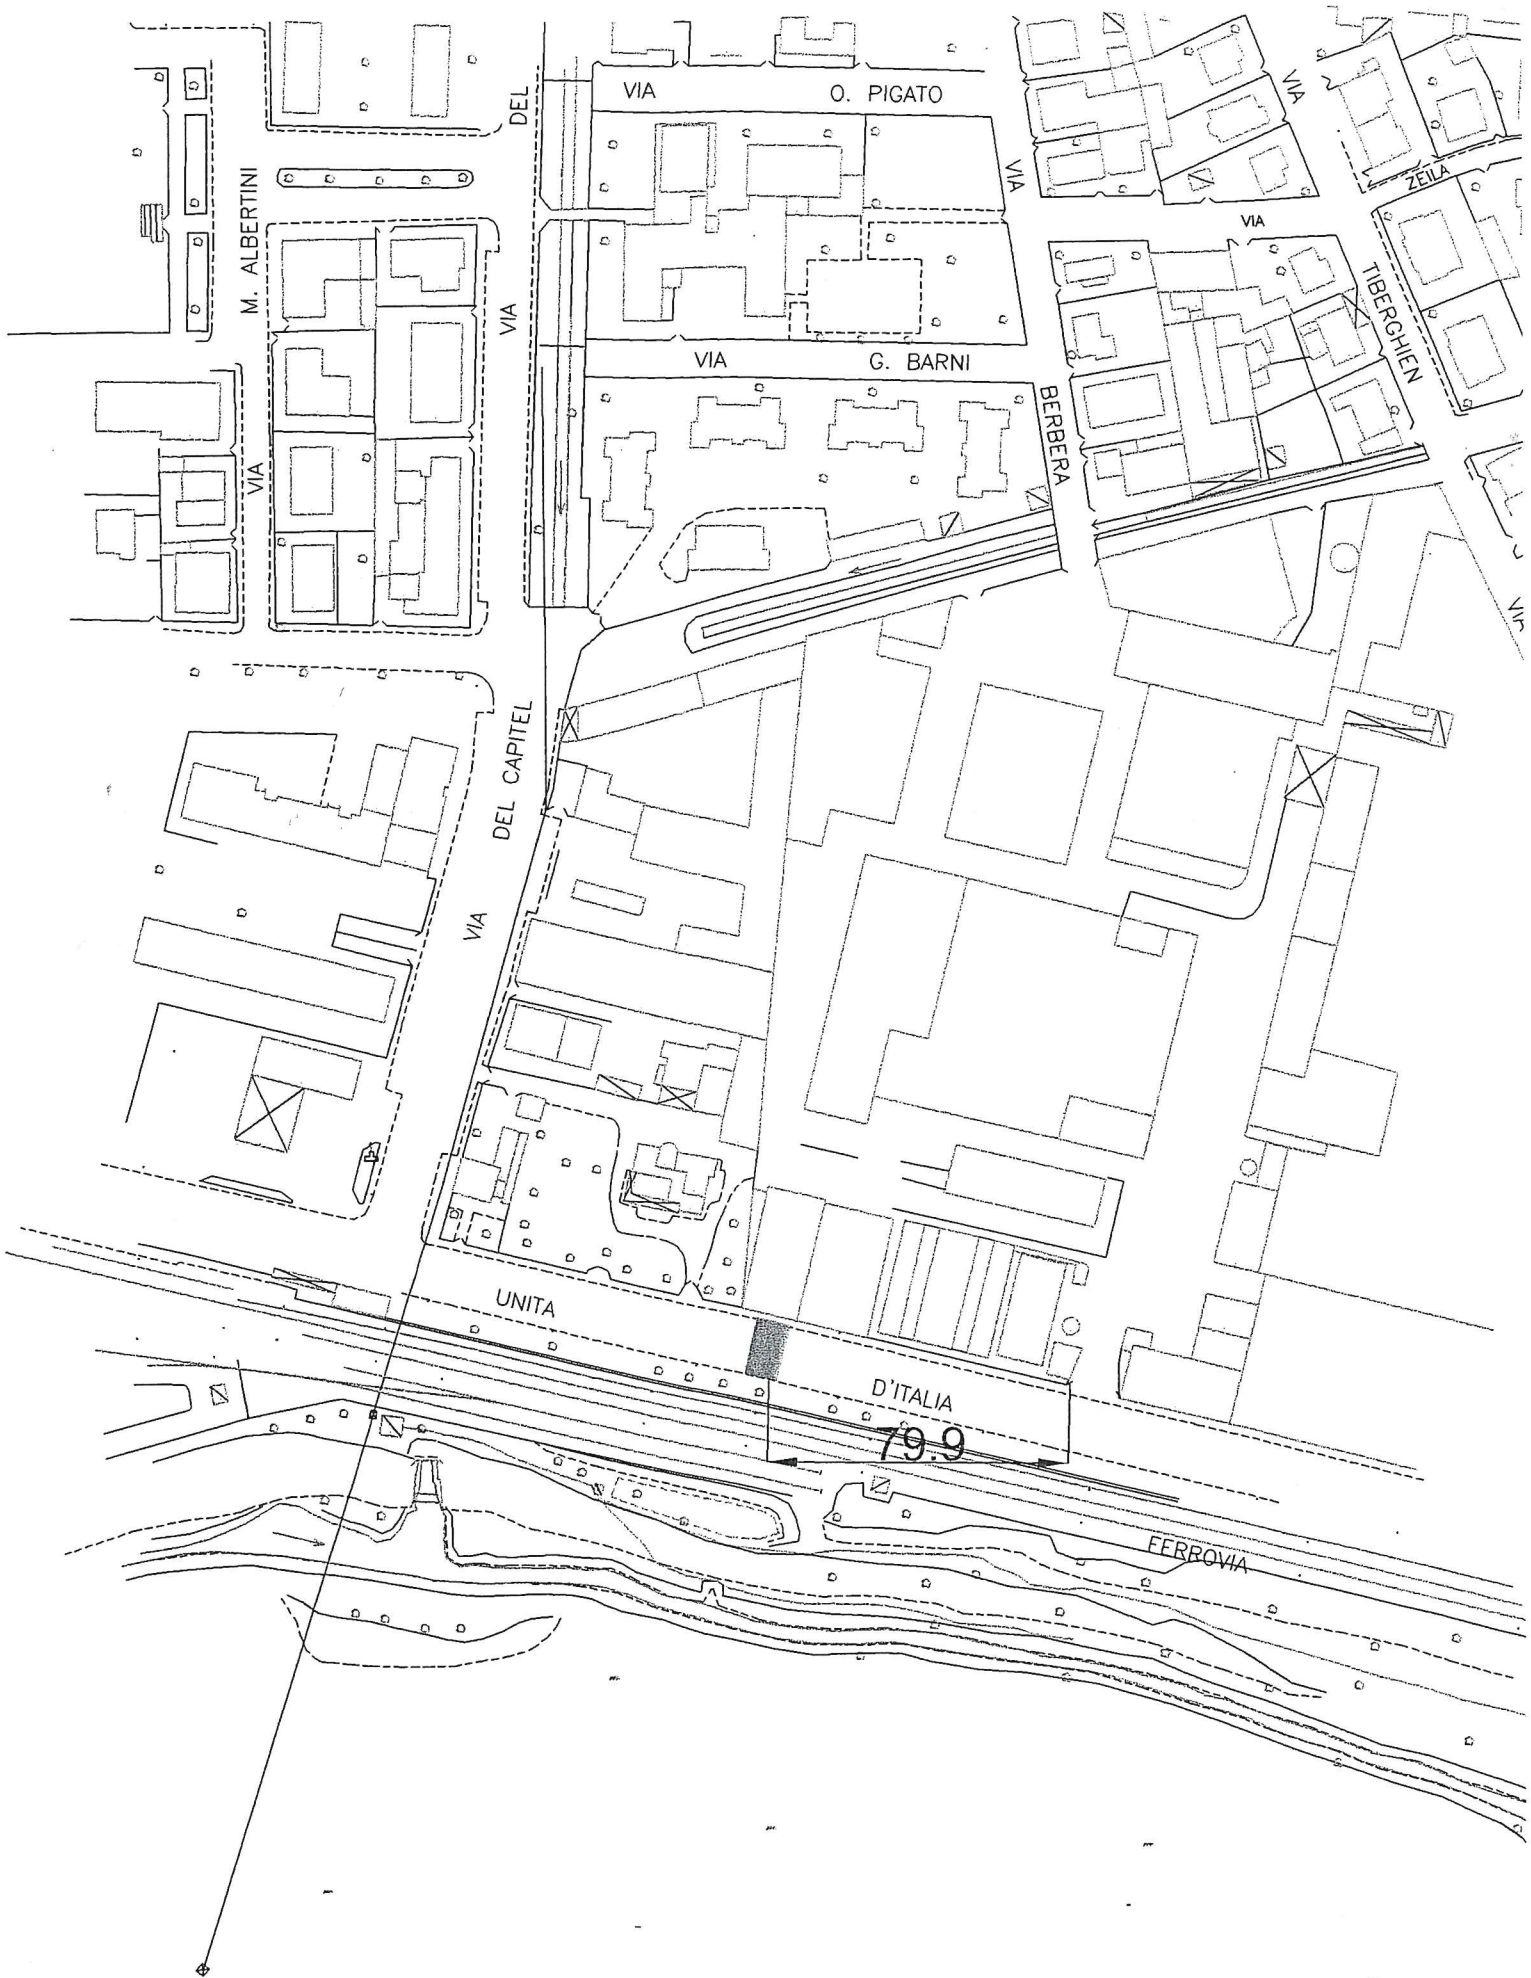 VIA O. PIGATO
DEL
VIA
VIA
VIA
ZEILA
M. ALBERTINI
VIA
TIBERGHIEN
VIA G. BARNI
BERBERA
VIA
DEL CAPITEL
VIA
UNITA
D'ITALIA
79.9
FERROVIA